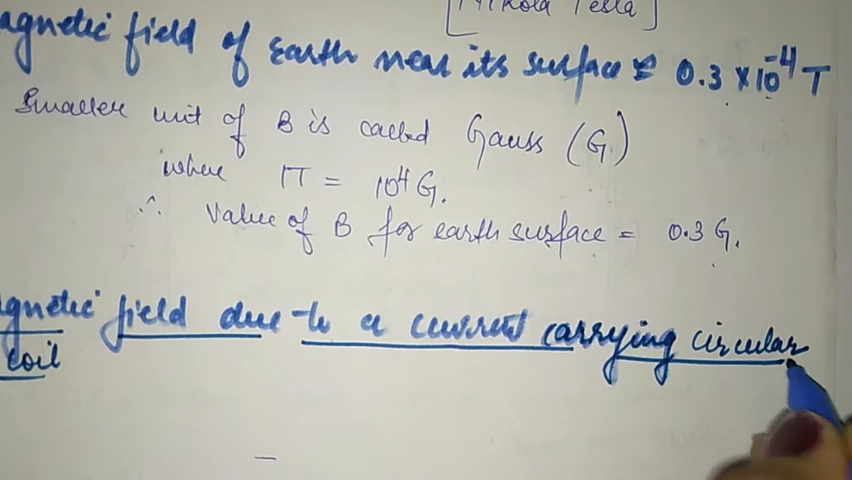 [Nikola Tesla]
agnetic field of earth near its surface = 0.3 × 10⁻⁴ T
Smaller unit of B is called Gauss (G)
where 1T = 10⁴ G.
∴ Value of B for earth surface = 0.3 G.
gnetic field due to a current carrying circular
coil